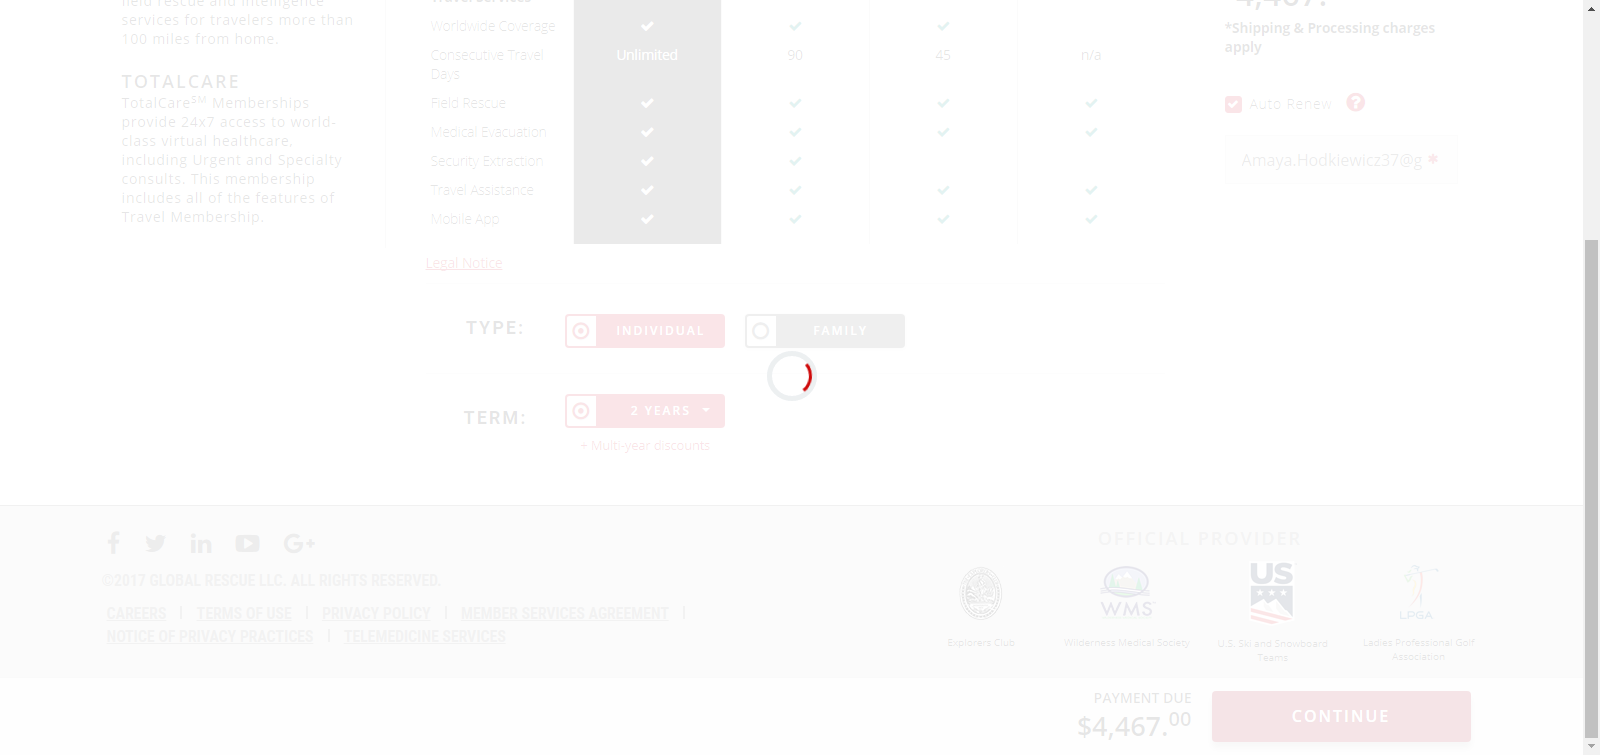 field rescue and intelligence
services for travelers more than
100 miles from home.
TOTALCARE
TotalCareSM Memberships
provide 24x7 access to world-
class virtual healthcare,
including Urgent and Specialty
consults. This membership
includes all of the features of
Travel Membership.
Worldwide Coverage
Consecutive Travel Unlimited 90 45 n/a
Days
Field Rescue
Medical Evacuation
Security Extraction
Travel Assistance
Mobile App
Legal Notice
4,467.
*Shipping & Processing charges
apply
Auto Renew ?
Amaya.Hodkiewicz37@g *
TYPE: INDIVIDUAL FAMILY
TERM: 2 YEARS
- Multi-year discounts
©2017 GLOBAL RESCUE LLC. ALL RIGHTS RESERVED.
CAREERS | TERMS OF USE | PRIVACY POLICY | MEMBER SERVICES AGREEMENT |
NOTICE OF PRIVACY PRACTICES | TELEMEDICINE SERVICES
OFFICIAL PROVIDER
WMS
US
LPGA
Explorers Club
Wilderness Medical Society
U.S. Ski and Snowboard
Teams
Ladies Professional Golf
Association
PAYMENT DUE
$4,467.00
CONTINUE